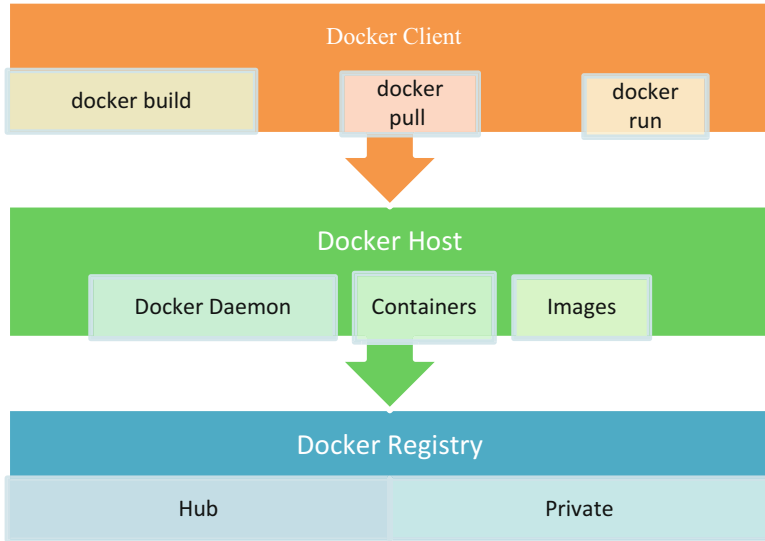 Docker Client
docker build
docker
pull
docker
run
Docker Host
Docker Daemon
Containers
Images
Docker Registry
Hub
Private